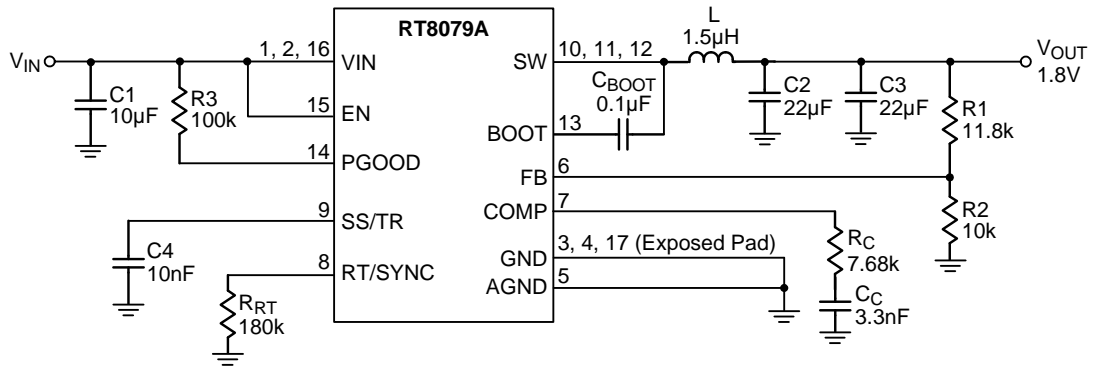 RT8079A
VIN
1, 2, 16
VIN
C1
10µF
R3
100k
15
EN
14
PGOOD
9
SS/TR
C4
10nF
8
RT/SYNC
RRT
180k
SW
10, 11, 12
L
1.5µH
CBOOT
0.1µF
BOOT
13
C2
22µF
C3
22µF
VOUT
1.8V
R1
11.8k
FB
6
COMP
7
R2
10k
RC
7.68k
CC
3.3nF
GND
3, 4, 17 (Exposed Pad)
AGND
5